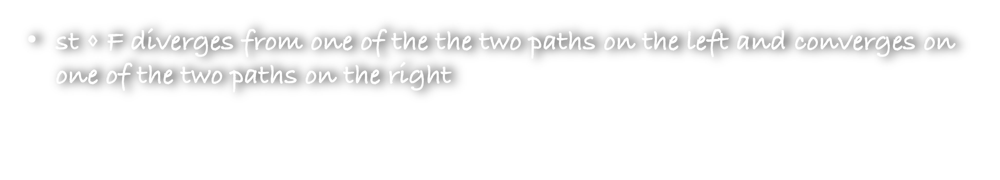 • st ⋄ F diverges from one of the the two paths on the left and converges on
one of the two paths on the right